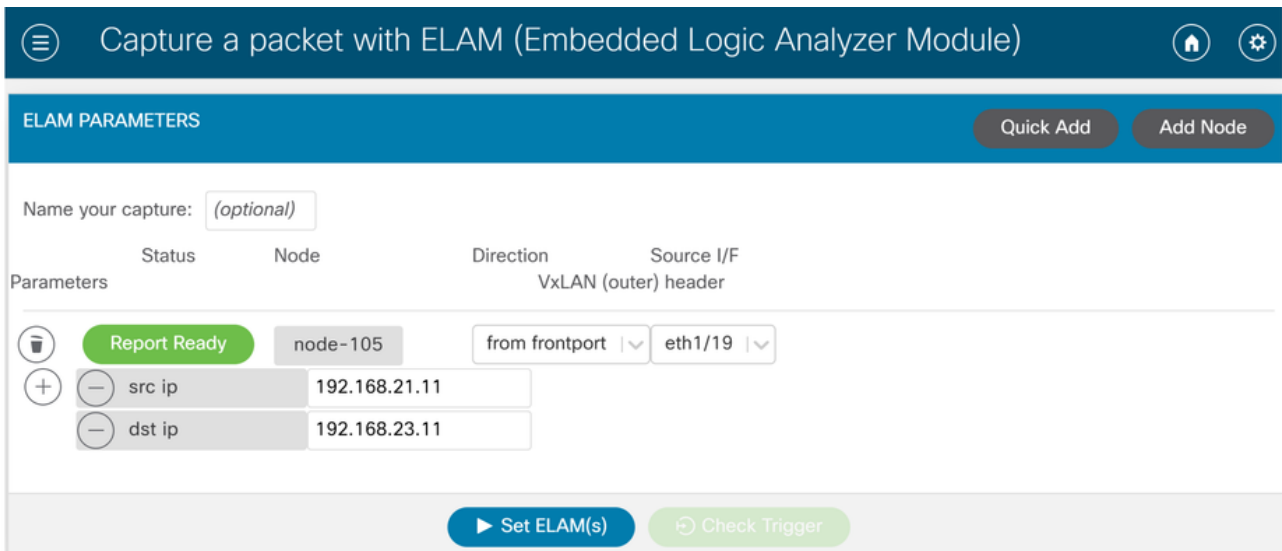 Capture a packet with ELAM (Embedded Logic Analyzer Module)
ELAM PARAMETERS Quick Add Add Node
Name your capture: (optional)
Status Node Direction Source I/F
Parameters VxLAN (outer) header
Report Ready node-105 from frontport eth1/19
src ip 192.168.21.11
dst ip 192.168.23.11
Set ELAM(s) Check Trigger